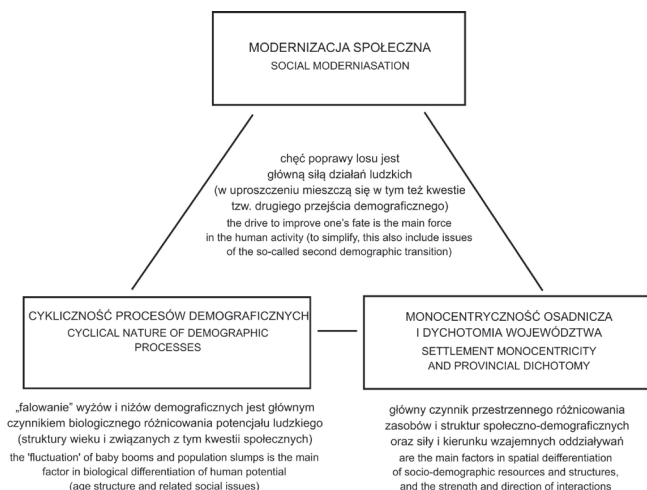 MODERNIZACJA SPOŁECZNA
SOCIAL MODERNIASATION
chęć poprawy losu jest
główną siłą działań ludzkich
(w uproszczeniu mieszczą się w tym też kwestie
tzw. drugiego przejścia demograficznego)
the drive to improve one's fate is the main force
in the human activity (to simplify, this also include issues
of the so-called second demographic transition)
CYKLICZNOŚĆ PROCESÓW DEMOGRAFICZNYCH
CYCLICAL NATURE OF DEMOGRAPHIC
PROCESSES
„falowanie” wyżów i niżów demograficznych jest głównym
czynnikiem biologicznego różnicowania potencjału ludzkiego
(struktury wieku i związanych z tym kwestii społecznych)
the 'fluctuation' of baby booms and population slumps is the main
factor in biological differentiation of human potential
(age structure and related social issues)
MONOCENTRYCZNOŚĆ OSADNICZA
I DYCHOTOMIA WOJEWÓDZTWA
SETTLEMENT MONOCENTRICITY
AND PROVINCIAL DICHOTOMY
główny czynnik przestrzennego różnicowania
zasobów i struktur społeczno-demograficznych
oraz siły i kierunku wzajemnych oddziaływań
are the main factors in spatial deifferentiation
of socio-demographic resources and structures,
and the strength and direction of interactions